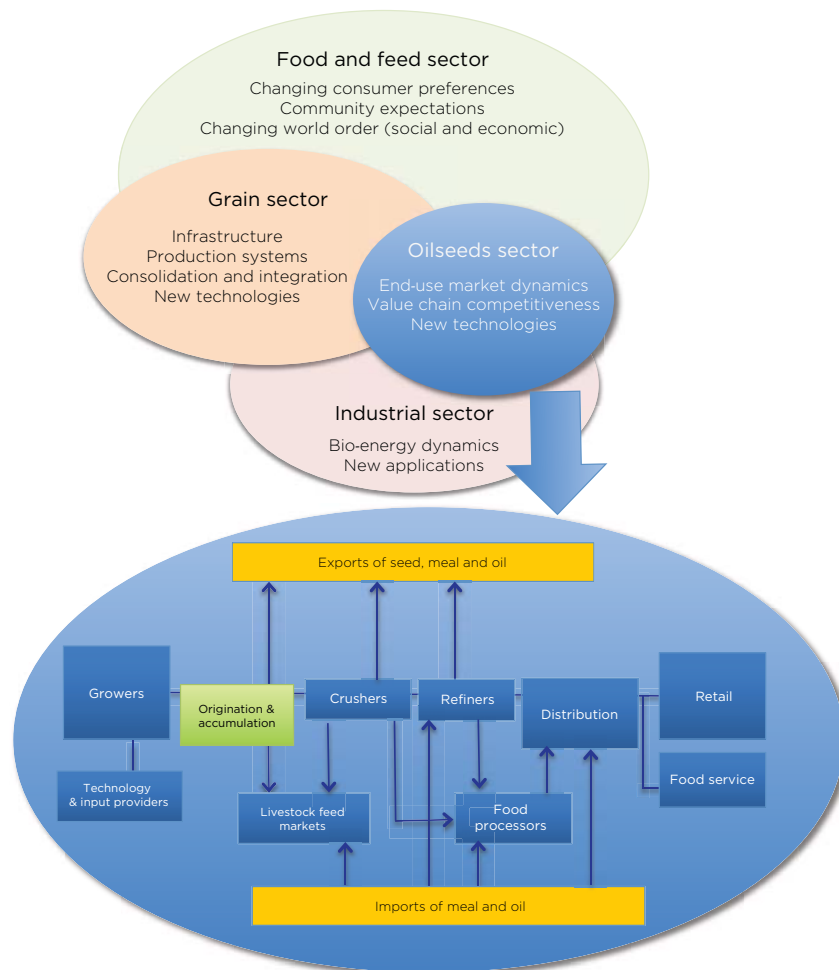 Food and feed sector
Changing consumer preferences
Community expectations
Changing world order (social and economic)
Grain sector
Infrastructure
Production systems
Consolidation and integration
New technologies
Oilseeds sector
End-use market dynamics
Value chain competitiveness
New technologies
Industrial sector
Bio-energy dynamics
New applications
Exports of seed, meal and oil
Growers
Origination &
accumulation
Crushers
Refiners
Distribution
Retail
Technology
& input providers
Livestock feed
markets
Food
processors
Food service
Imports of meal and oil